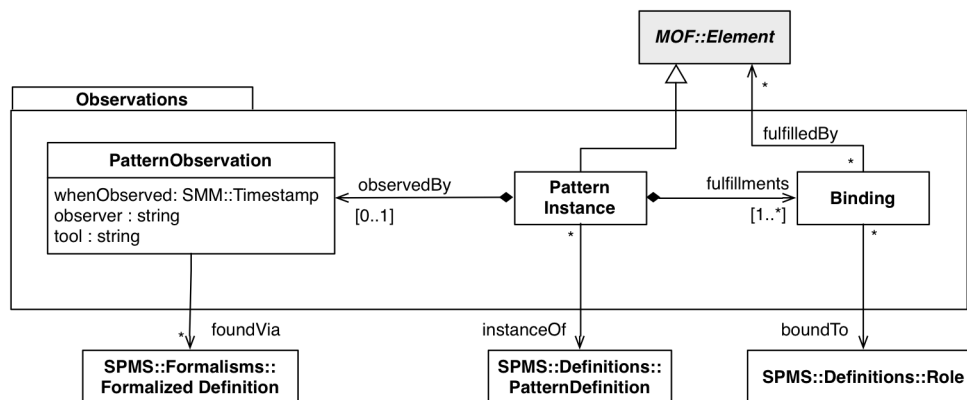 MOF::Element
*
Observations
fulfilledBy
*
PatternObservation
whenObserved: SMM::Timestamp
observer : string
tool : string
observedBy
[0..1]
Pattern
Instance
*
fulfillments
[1..*]
Binding
*
*
foundVia
instanceOf
boundTo
SPMS::Formalisms::
Formalized Definition
SPMS::Definitions::
PatternDefinition
SPMS::Definitions::Role